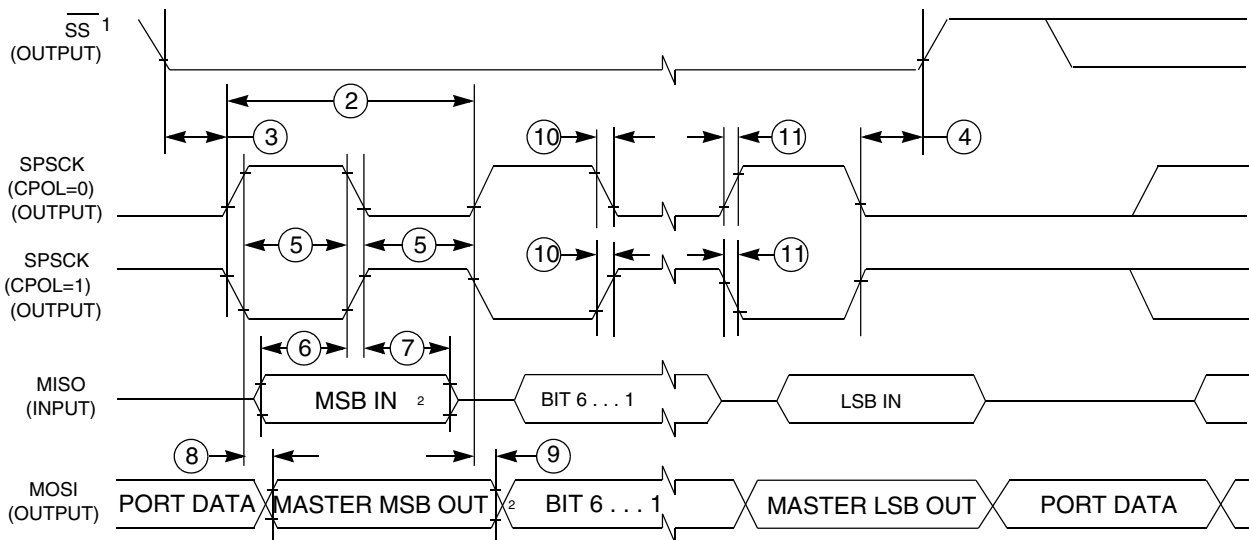 SS 1
(OUTPUT)
2
3
10
11
4
SPSCK
(CPOL=0)
(OUTPUT)
5
5
10
11
SPSCK
(CPOL=1)
(OUTPUT)
6
7
MISO
(INPUT)
MSB IN 2
BIT 6 . . . 1
LSB IN
8
9
MOSI
(OUTPUT)
PORT DATA
MASTER MSB OUT 2
BIT 6 . . . 1
MASTER LSB OUT
PORT DATA